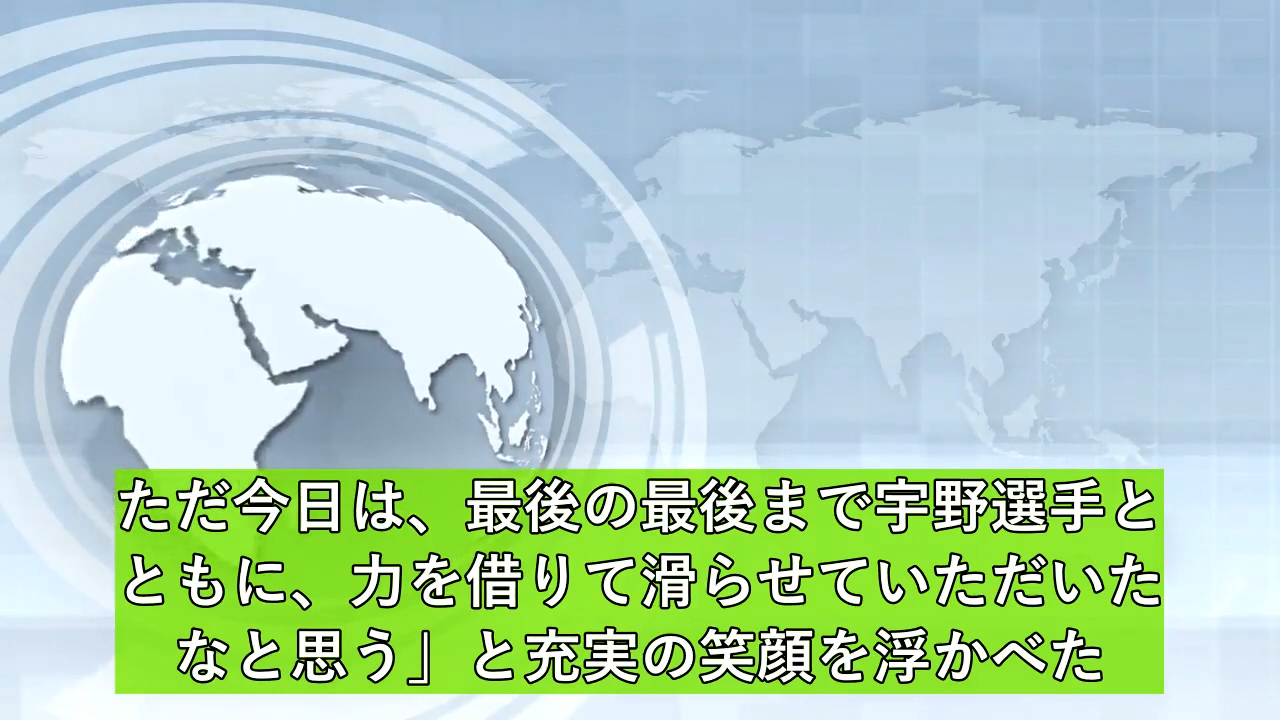 ただ今日は、最後の最後まで宇野選手と
ともに、力を借りて滑らせていただいた
なと思う」と充実の笑顔を浮かべた